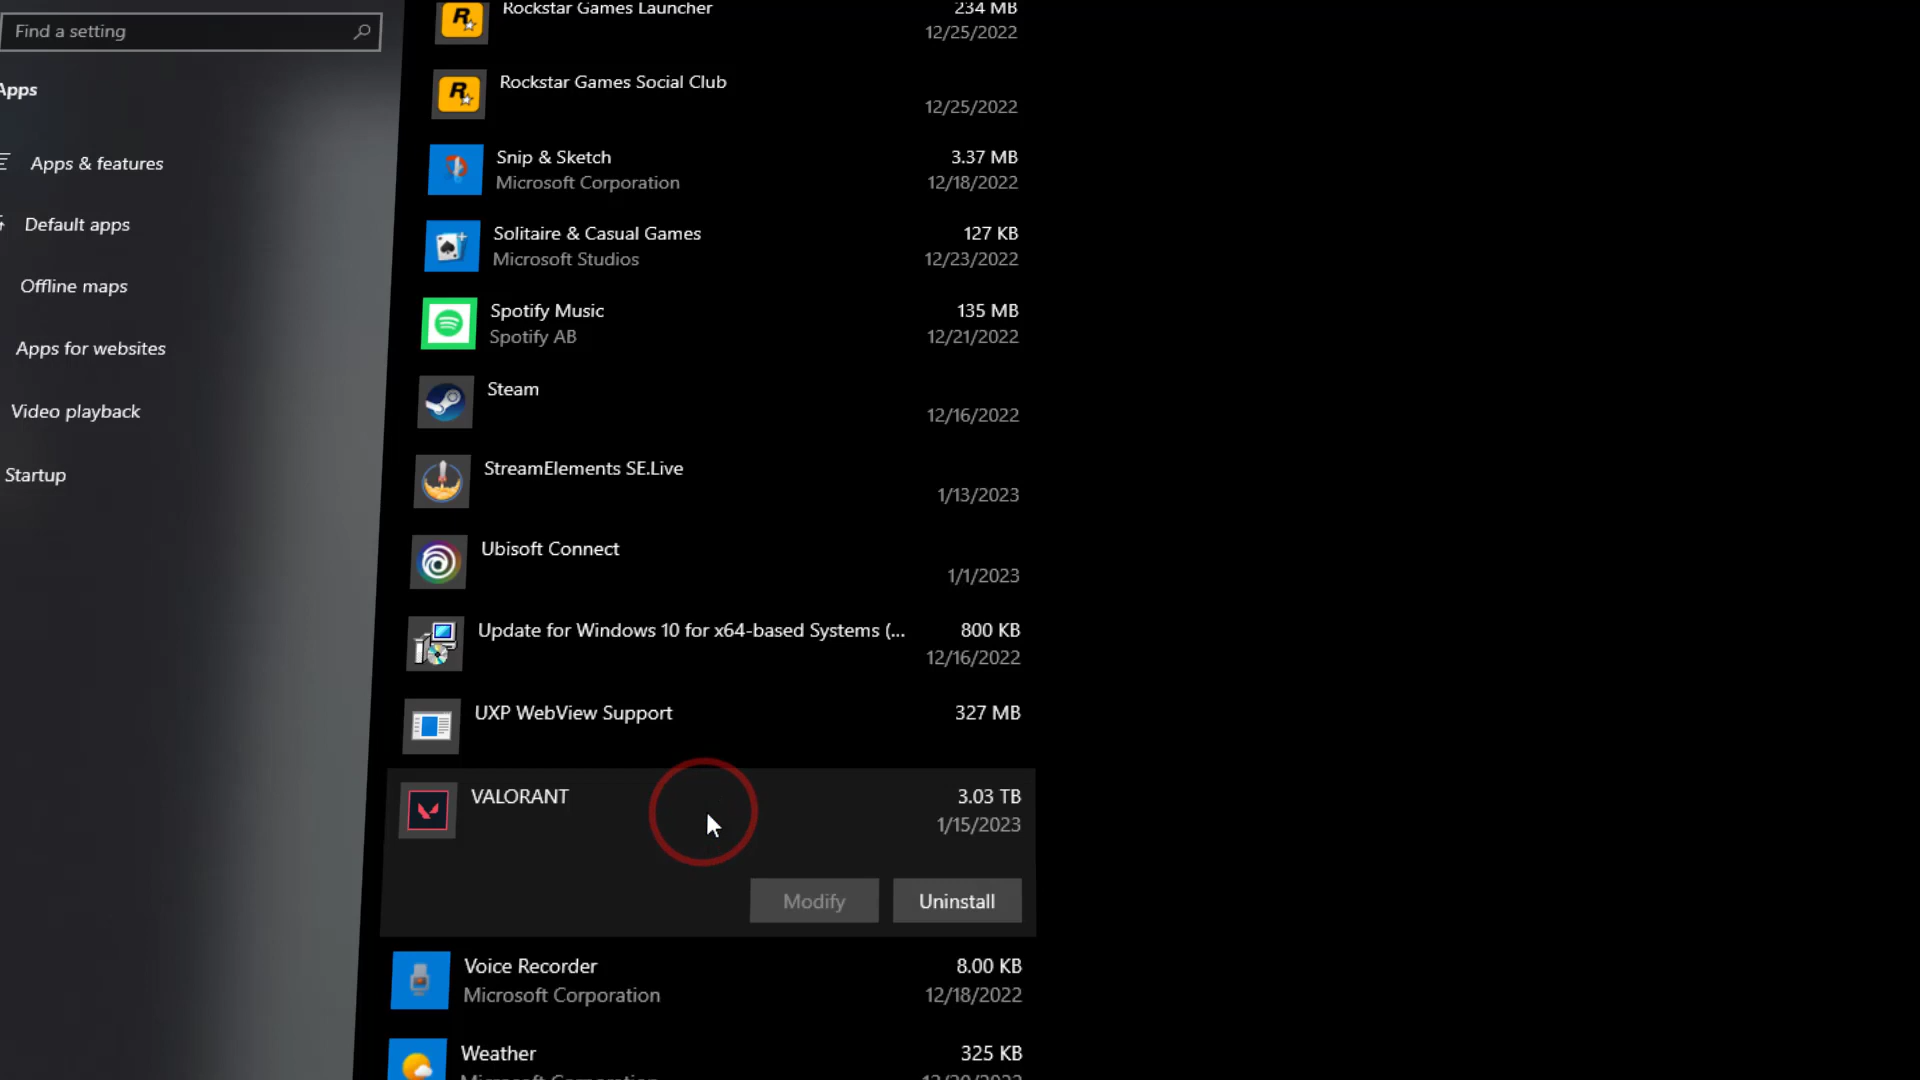 Find a setting
Apps
Apps & features
Default apps
Offline maps
Apps for websites
Video playback
Startup
Rockstar Games Launcher
234 MB
12/25/2022
Rockstar Games Social Club
12/25/2022
Snip & Sketch
3.37 MB
Microsoft Corporation
12/18/2022
Solitaire & Casual Games
127 KB
Microsoft Studios
12/23/2022
Spotify Music
135 MB
Spotify AB
12/21/2022
Steam
12/16/2022
StreamElements SE.Live
1/13/2023
Ubisoft Connect
1/1/2023
Update for Windows 10 for x64-based Systems (...
800 KB
12/16/2022
UXP WebView Support
327 MB
VALORANT
3.03 TB
1/15/2023
Modify
Uninstall
Voice Recorder
8.00 KB
Microsoft Corporation
12/18/2022
Weather
325 KB
Microsoft Corporation